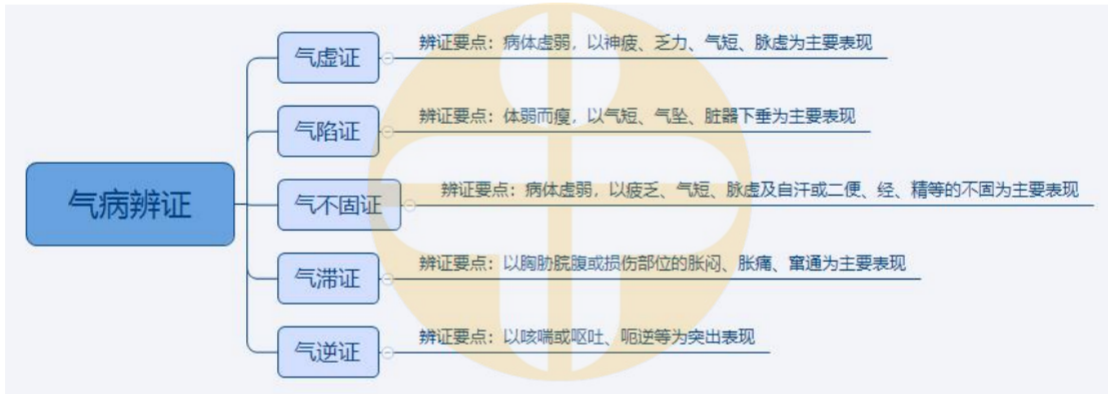 气病辨证
气虚证
辨证要点：病体虚弱，以神疲、乏力、气短、脉虚为主要表现
气陷证
辨证要点：体弱而瘦，以气短、气坠、脏器下垂为主要表现
气不固证
辨证要点：病体虚弱，以疲乏、气短、脉虚及自汗或二便、经、精等的不固为主要表现
气滞证
辨证要点：以胸胁脘腹或损伤部位的胀闷、胀痛、窜通为主要表现
气逆证
辨证要点：以咳喘或呕吐、呃逆等为突出表现